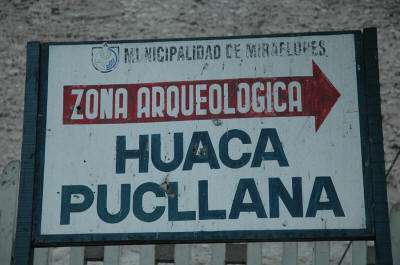 MUNICIPALIDAD DE MIRAFLORES
ZONA ARQUEOLOGICA
HUACA
PUCLLANA